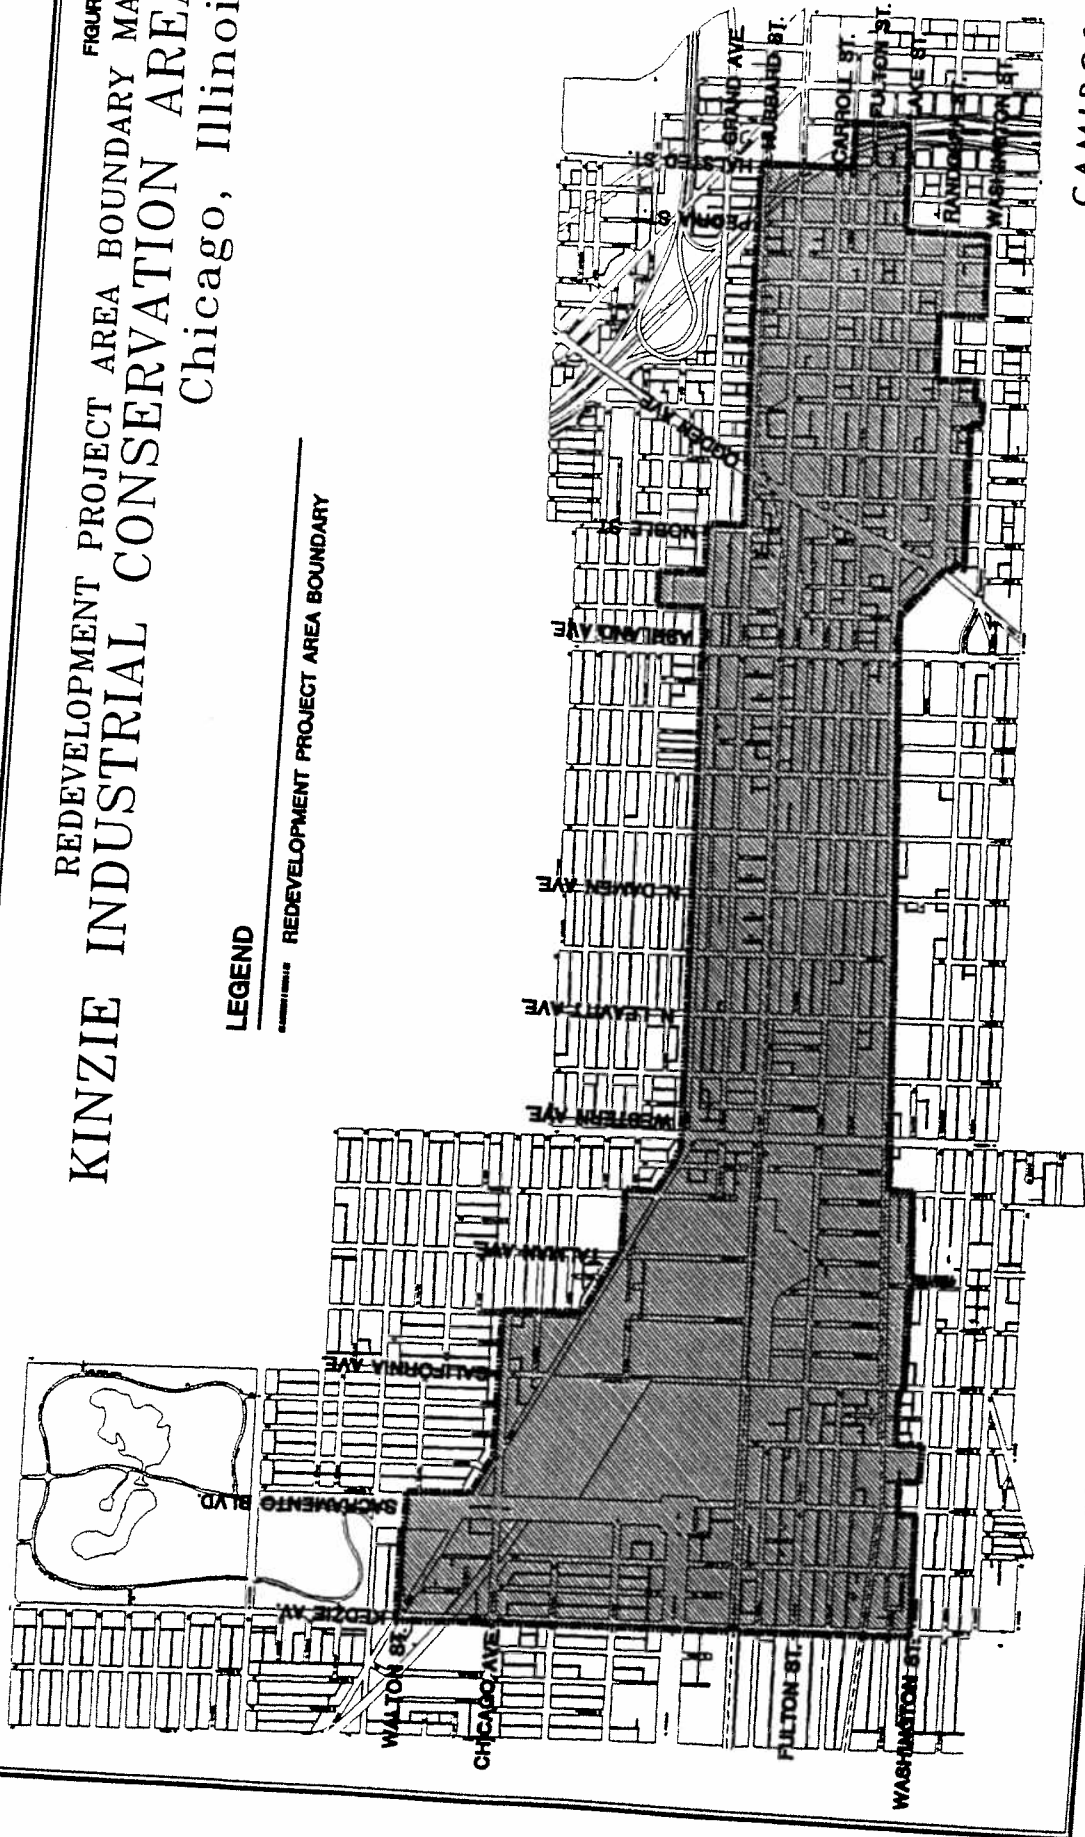 FIGUR
REDEVELOPMENT PROJECT AREA BOUNDARY MA
KINZIE INDUSTRIAL CONSERVATION AREA
Chicago, Illinoi
LEGEND
REDEVELOPMENT PROJECT AREA BOUNDARY
GRAND AVE
HUBBARD ST.
CARROLL ST.
FULTON ST.
LAKE ST.
RANDOLPH ST.
WASHINGTON ST.
HALSTED ST
PEORIA S
OGDEN AVE
NOBLE ST
ASHLAND AVE
N. DAMEN AVE
N LEAVITT AVE
WESTERN AVE
TALMAN AVE
CALIFORNIA AVE
SACRAMENTO BLVD.
KEDZIE AV.
WALTON ST.
CHICAGO AVE
FULTON ST.
WASHINGTON ST.